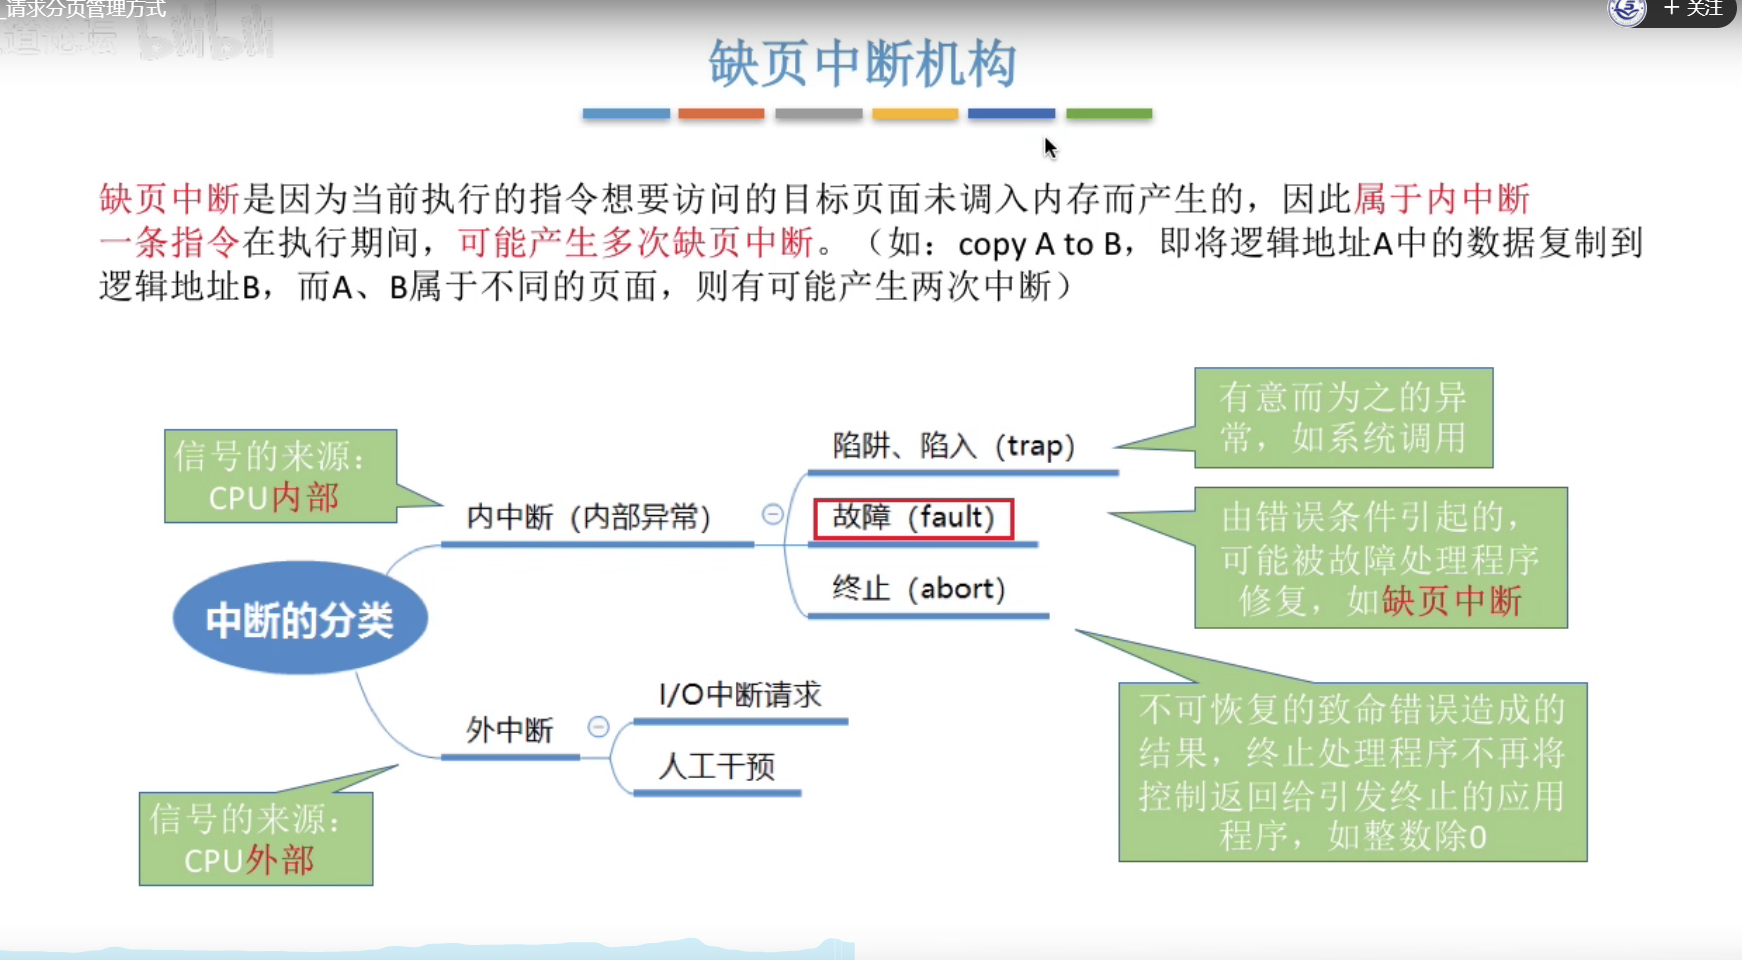 请求分页管理方式
+ 关注
道论坛 bilibili
缺页中断机构
缺页中断是因为当前执行的指令想要访问的目标页面未调入内存而产生的，因此属于内中断
一条指令在执行期间，可能产生多次缺页中断。（如：copy A to B，即将逻辑地址A中的数据复制到
逻辑地址B，而A、B属于不同的页面，则有可能产生两次中断）
信号的来源：
CPU内部
内中断（内部异常）
陷阱、陷入（trap）
有意而为之的异
常，如系统调用
故障（fault）
由错误条件引起的，
可能被故障处理程序
修复，如缺页中断
终止（abort）
不可恢复的致命错误造成的
结果，终止处理程序不再将
控制返回给引发终止的应用
程序，如整数除0
中断的分类
外中断
I/O中断请求
人工干预
信号的来源：
CPU外部